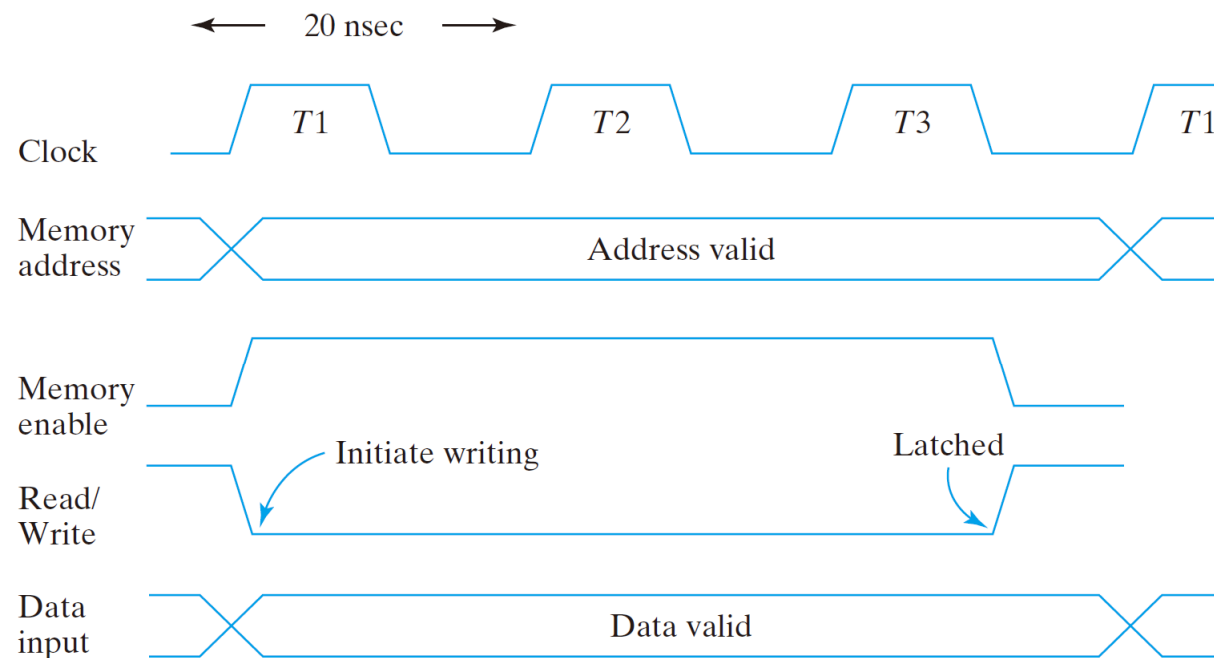 20 nsec
T1
T2
T3
T1
Clock
Memory
address
Address valid
Memory
enable
Initiate writing
Latched
Read/
Write
Data
input
Data valid